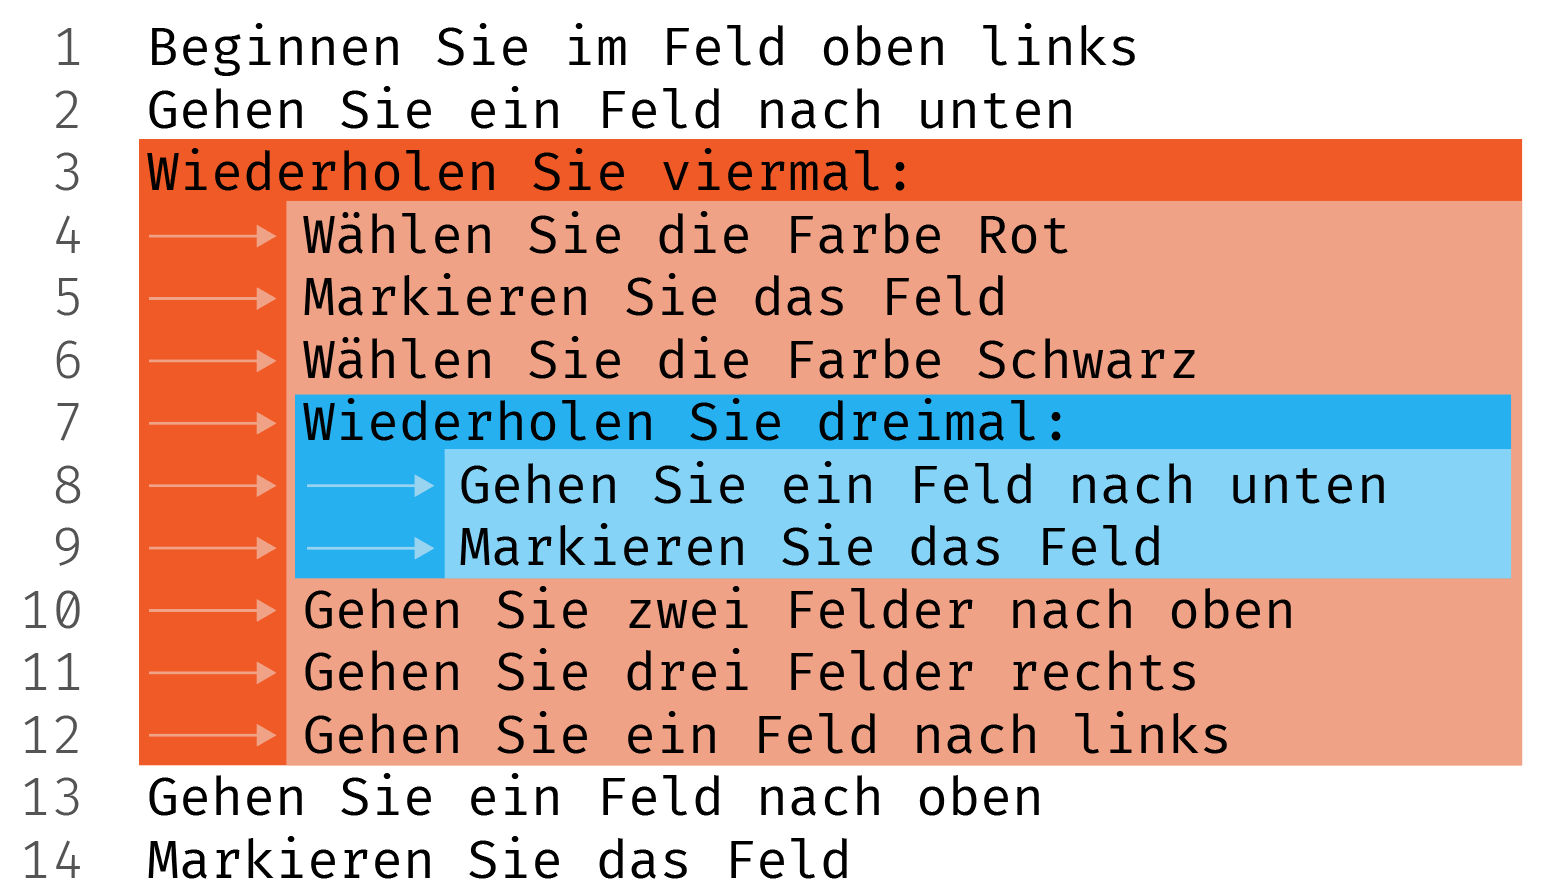 1 Beginnen Sie im Feld oben links
2 Gehen Sie ein Feld nach unten
3 Wiederholen Sie viermal:
4 Wählen Sie die Farbe Rot
5 Markieren Sie das Feld
6 Wählen Sie die Farbe Schwarz
7 Wiederholen Sie dreimal:
8 Gehen Sie ein Feld nach unten
9 Markieren Sie das Feld
10 Gehen Sie zwei Felder nach oben
11 Gehen Sie drei Felder rechts
12 Gehen Sie ein Feld nach links
13 Gehen Sie ein Feld nach oben
14 Markieren Sie das Feld